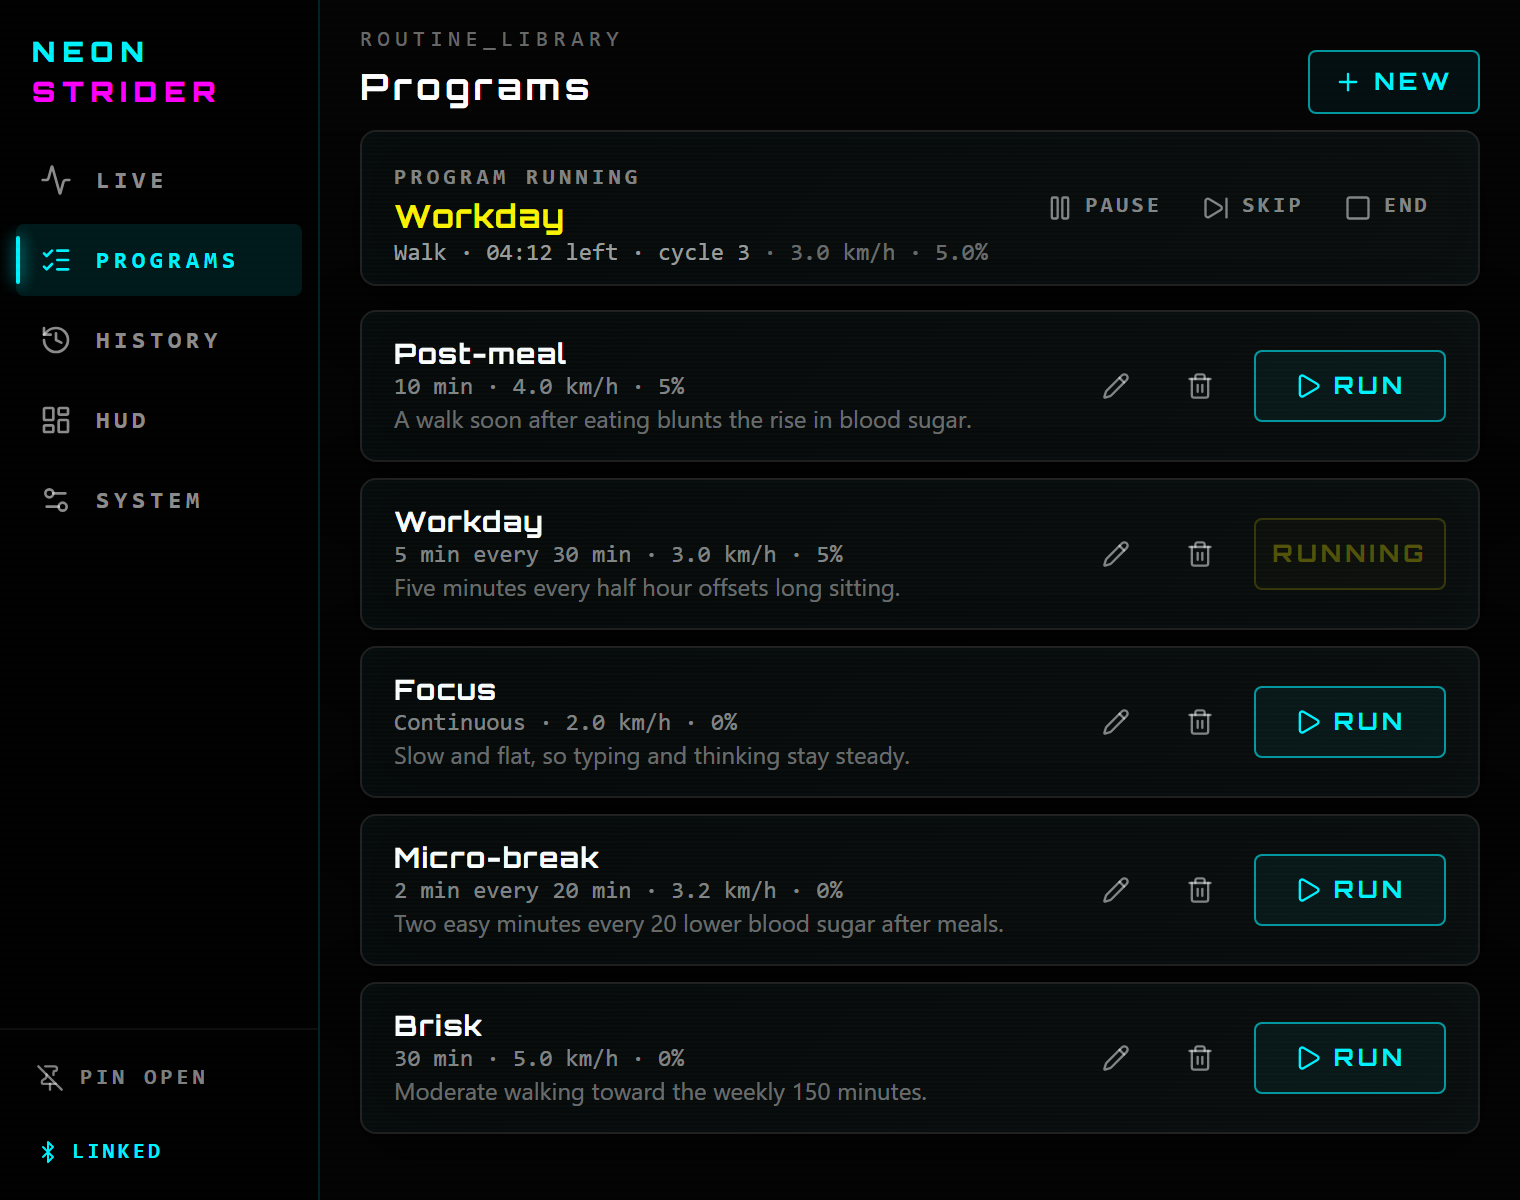 NEON
STRIDER
LIVE
PROGRAMS
HISTORY
HUD
SYSTEM
PIN OPEN
LINKED
ROUTINE_LIBRARY
Programs
+ NEW
PROGRAM RUNNING
Workday
Walk · 04:12 left · cycle 3 · 3.0 km/h · 5.0%
PAUSE
SKIP
END
Post-meal
10 min · 4.0 km/h · 5%
A walk soon after eating blunts the rise in blood sugar.
RUN
Workday
5 min every 30 min · 3.0 km/h · 5%
Five minutes every half hour offsets long sitting.
RUNNING
Focus
Continuous · 2.0 km/h · 0%
Slow and flat, so typing and thinking stay steady.
RUN
Micro-break
2 min every 20 min · 3.2 km/h · 0%
Two easy minutes every 20 lower blood sugar after meals.
RUN
Brisk
30 min · 5.0 km/h · 0%
Moderate walking toward the weekly 150 minutes.
RUN